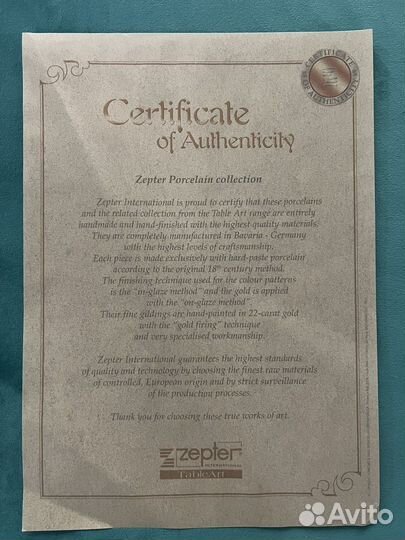 CERTIFICATE
OF AUTHENTICITY
Certificate
of Authenticity
Zepter Porcelain collection
Zepter International is proud to certify that these porcelains
and the related collection from the Table Art range are entirely
handmade and hand-finished with the highest quality materials.
They are completely manufactured in Bavaria - Germany
with the highest levels of craftsmanship.
Each piece is made exclusively with hard-paste porcelain
according to the original 18th century method.
The finishing technique used for the colour patterns
is the "in-glaze method" and the gold is applied
with the "on-glaze method".
Their fine gildings are hand-painted in 22-carat gold
with the "gold firing" technique
and very specialised workmanship.
Zepter International guarantees the highest standards
of quality and technology by choosing the finest raw materials
of controlled, European origin and by strict surveillance
of the production processes.
Thank you for choosing these true works of art.
zepter
INTERNATIONAL
TableArt
Avito